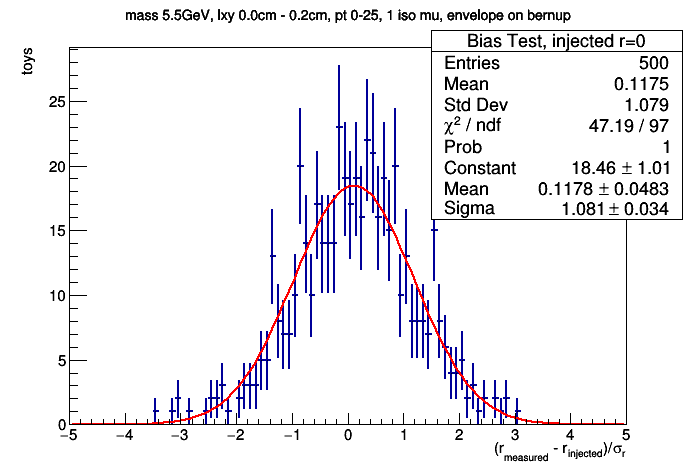 mass 5.5GeV, lxy 0.0cm - 0.2cm, pt 0-25, 1 iso mu, envelope on bernup
Bias Test, injected r=0
Entries 500
Mean 0.1175
Std Dev 1.079
χ² / ndf 47.19 / 97
Prob 1
Constant 18.46 ± 1.01
Mean 0.1178 ± 0.0483
Sigma 1.081 ± 0.034
toys
25
20
15
10
5
0
−5 −4 −3 −2 −1 0 1 2 3 4 5
(r_measured - r_injected)/σ_r